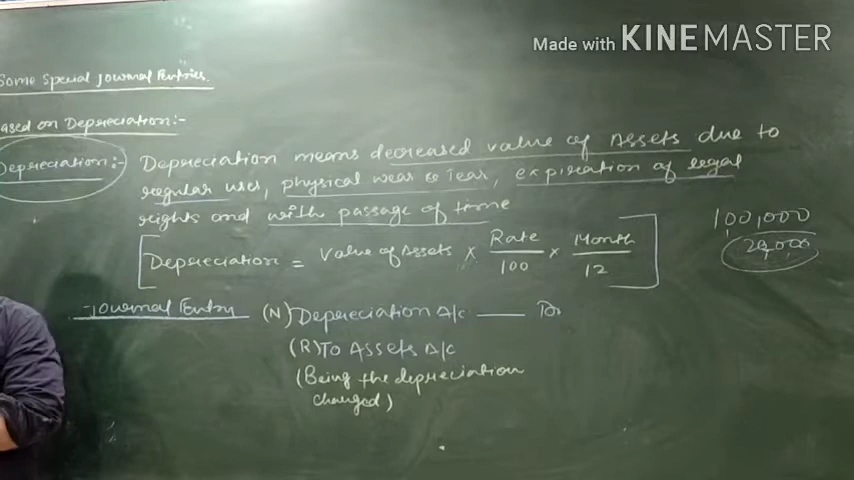 Made with KINEMASTER
Some Special Journal Entries.
ased on Depreciation:-
Depreciation:- Depreciation means decreased value of Assets due to
regular uses, physical wear & Tear, expiration of legal
rights and with passage of time
Depreciation = Value of Assets × Rate/100 × Month/12
100,000
20,000
Journal Entry (N) Depreciation A/c —— Dr
(R) To Assets A/c
(Being the depreciation
changed)